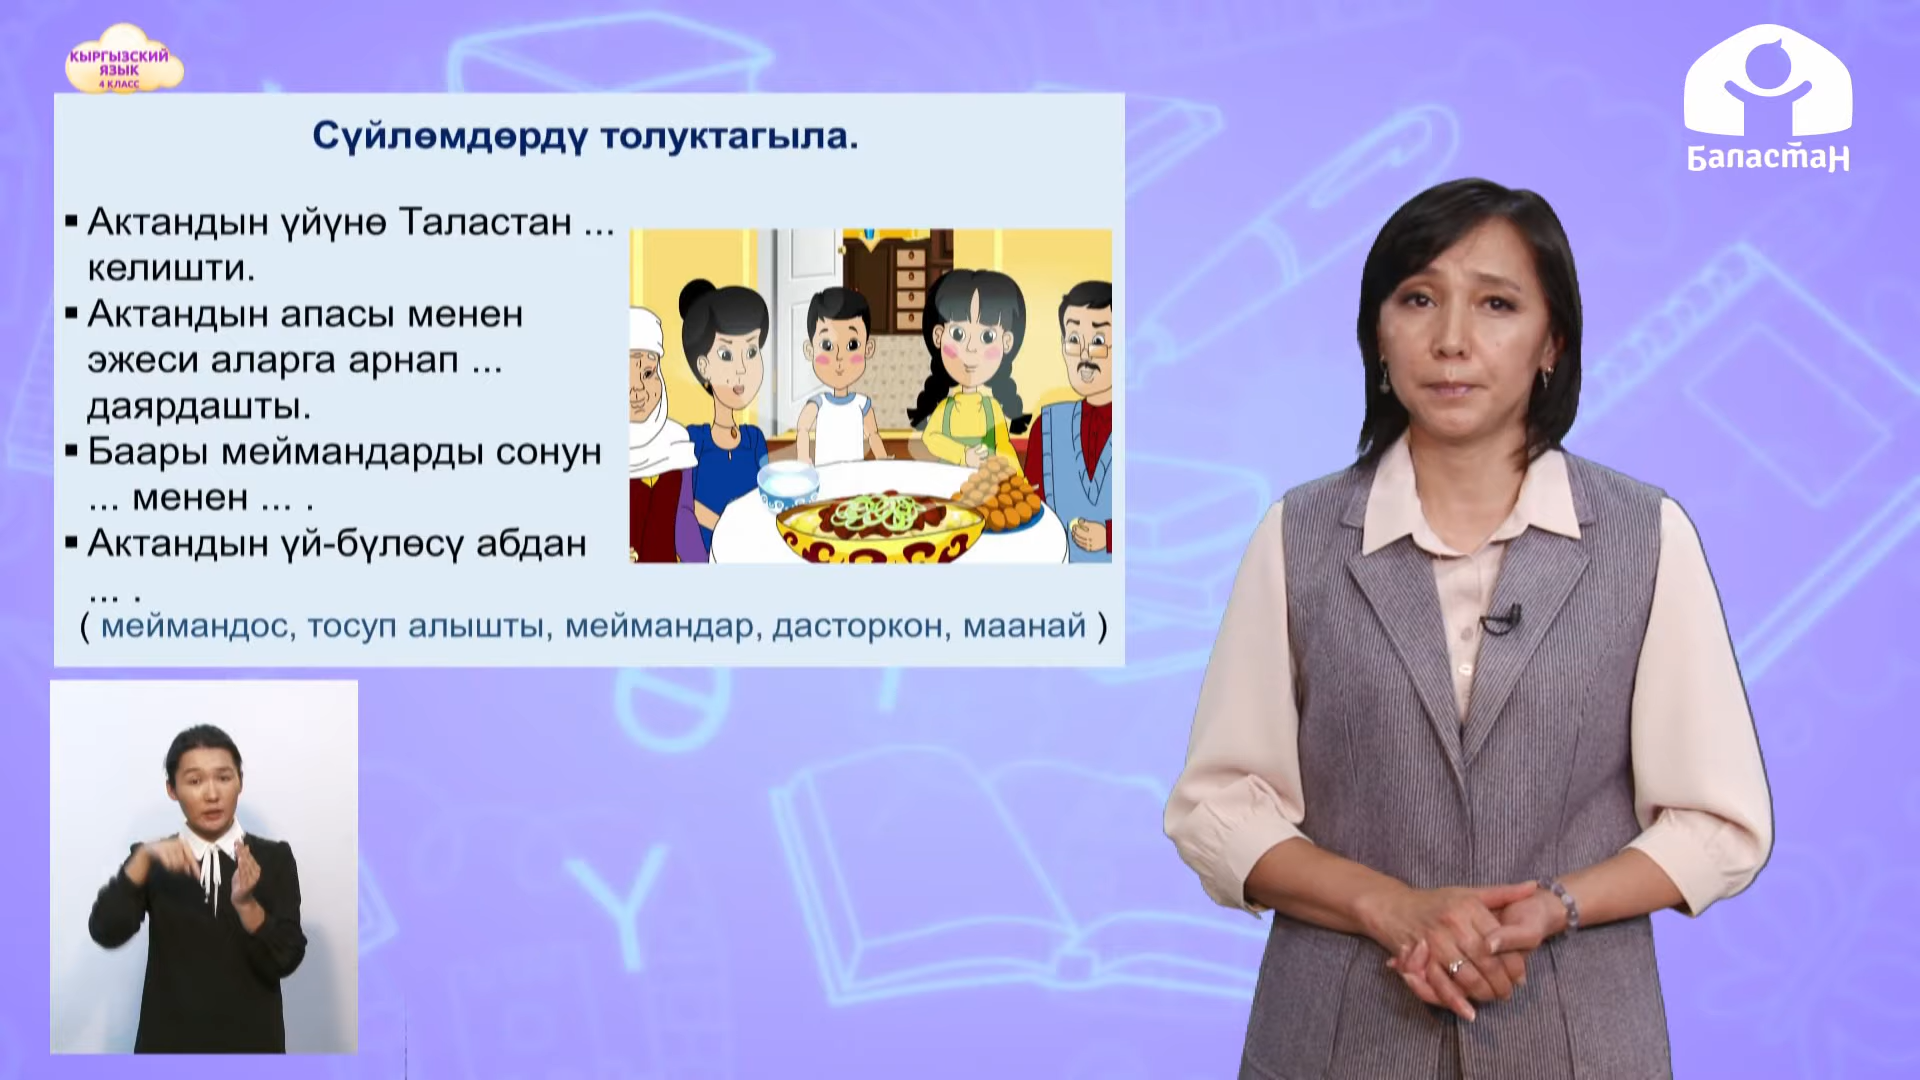 КЫРГЫЗСКИЙ
ЯЗЫК
4 КЛАСС
Сүйлөмдөрдү толуктагыла.
▪ Актандын үйүнө Таластан ...
келишти.
▪ Актандын апасы менен
эжеси аларга арнап ...
даярдашты.
▪ Баары меймандарды сонун
... менен ... .
▪ Актандын үй-бүлөсү абдан
... .
( меймандос, тосуп алышты, меймандар, дасторкон, маанай )
Баластан
Ө
Ү